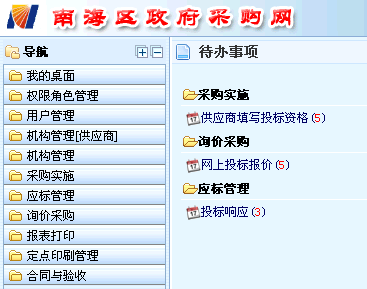 南海区政府采购网
导航
我的桌面
权限角色管理
用户管理
机构管理[供应商]
机构管理
采购实施
应标管理
询价采购
报表打印
定点印刷管理
合同与验收
待办事项
采购实施
供应商填写投标资格(5)
询价采购
网上投标报价(5)
应标管理
投标响应(3)